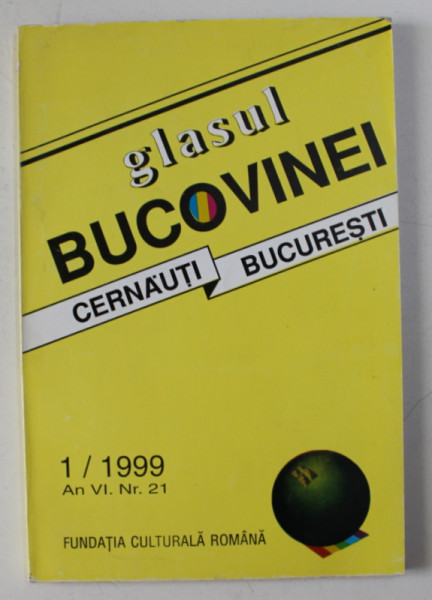 glasul
BUCOVINEI
CERNĂUȚI BUCUREȘTI
1 / 1999
An VI. Nr. 21
FUNDAȚIA CULTURALĂ ROMÂNĂ